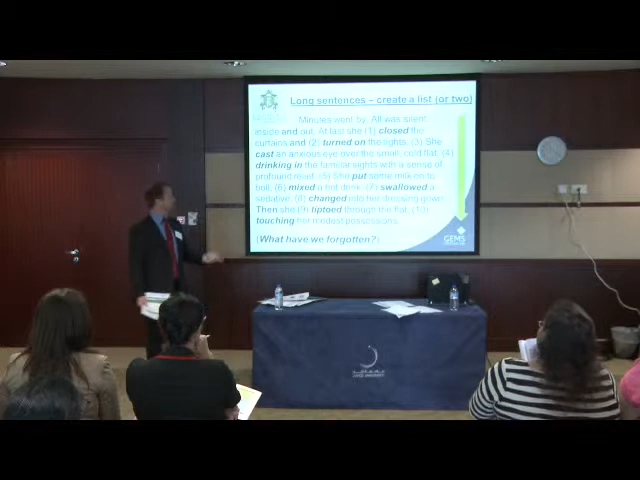 Long sentences – create a list (or two)
Minutes went by. All was silent
inside and out. At last she (1) closed the
curtains and (2) turned on the lights. (3) She
cast an anxious eye over the small, cold flat, (4)
drinking in the familiar sights with a sense of
profound relief. (5) She put some milk on to
boil, (6) mixed a hot drink, (7) swallowed a
sedative, (8) changed into her dressing gown.
Then she (9) tiptoed through the flat, (10)
touching her modest possessions.
(What have we forgotten?)
GEMS